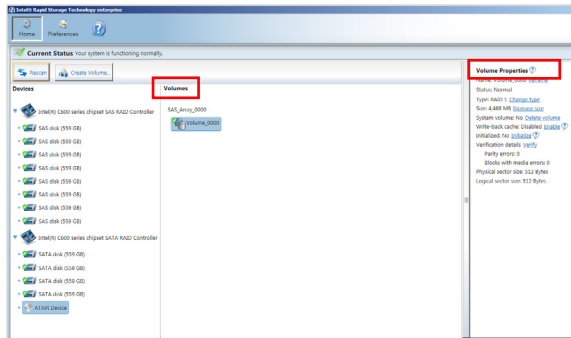 Intel® Rapid Storage Technology enterprise
Home
Preferences
Current Status Your system is functioning normally.
Rescan
Create Volume...
Devices
Intel(R) C600 series chipset SAS RAID Controller
SAS disk (559 GB)
SAS disk (559 GB)
SAS disk (559 GB)
SAS disk (559 GB)
SAS disk (559 GB)
SAS disk (559 GB)
SAS disk (559 GB)
SAS disk (559 GB)
Intel(R) C600 series chipset SATA RAID Controller
SATA disk (559 GB)
SATA disk (559 GB)
SATA disk (559 GB)
SATA disk (559 GB)
ATAPI Device
Volumes
SAS_Array_0000
Volume_0000
Volume Properties
Name: Volume_0000 Rename
Status: Normal
Type: RAID 1 Change type
Size: 4,488 MB Increase size
System volume: No Delete volume
Write-back cache: Disabled Enable
Initialized: No Initialize
Verification details Verify
Parity errors: 0
Blocks with media errors: 0
Physical sector size: 512 Bytes
Logical sector size: 512 Bytes